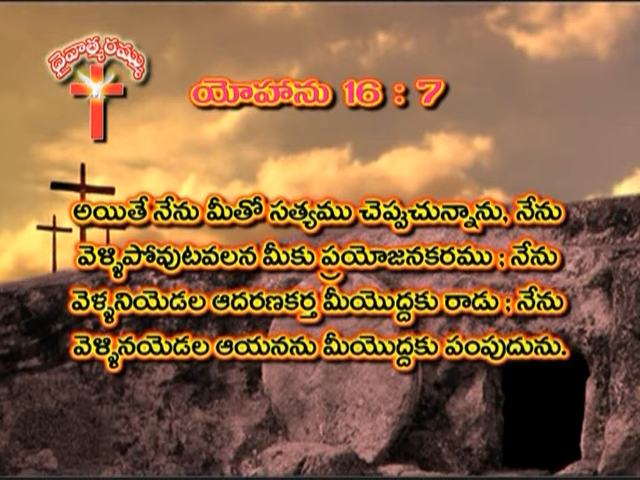 దైవాత్మరమ్ము
యోహాను 16 : 7
అయితే నేను మీతో సత్యము చెప్పుచున్నాను, నేను
వెళ్ళిపోవుటవలన మీకు ప్రయోజనకరము ; నేను
వెళ్ళనియెడల ఆదరణకర్త మీయొద్దకు రాడు ; నేను
వెళ్ళినయెడల ఆయనను మీయొద్దకు పంపుదును.